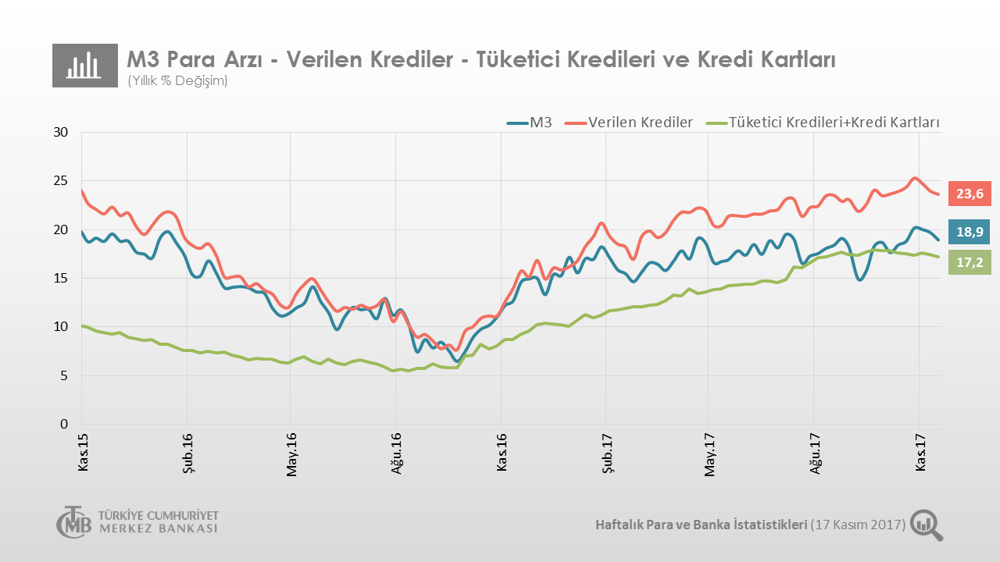 M3 Para Arzı - Verilen Krediler - Tüketici Kredileri ve Kredi Kartları
(Yıllık % Değişim)
M3 Verilen Krediler Tüketici Kredileri+Kredi Kartları
30
25
20
15
10
5
0
23,6
18,9
17,2
Kas.15 Şub.16 May.16 Ağu.16 Kas.16 Şub.17 May.17 Ağu.17 Kas.17
TCMB
TÜRKİYE CUMHURİYET
MERKEZ BANKASI
Haftalık Para ve Banka İstatistikleri (17 Kasım 2017)